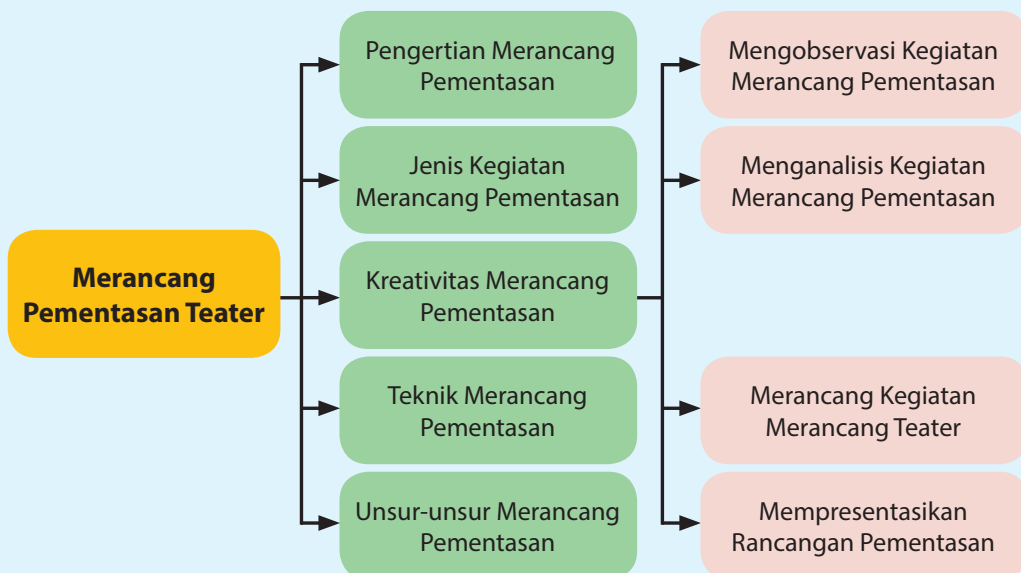 Merancang
Pementasan Teater
Pengertian Merancang
Pementasan
Jenis Kegiatan
Merancang Pementasan
Kreativitas Merancang
Pementasan
Teknik Merancang
Pementasan
Unsur-unsur Merancang
Pementasan
Mengobservasi Kegiatan
Merancang Pementasan
Menganalisis Kegiatan
Merancang Pementasan
Merancang Kegiatan
Merancang Teater
Mempresentasikan
Rancangan Pementasan